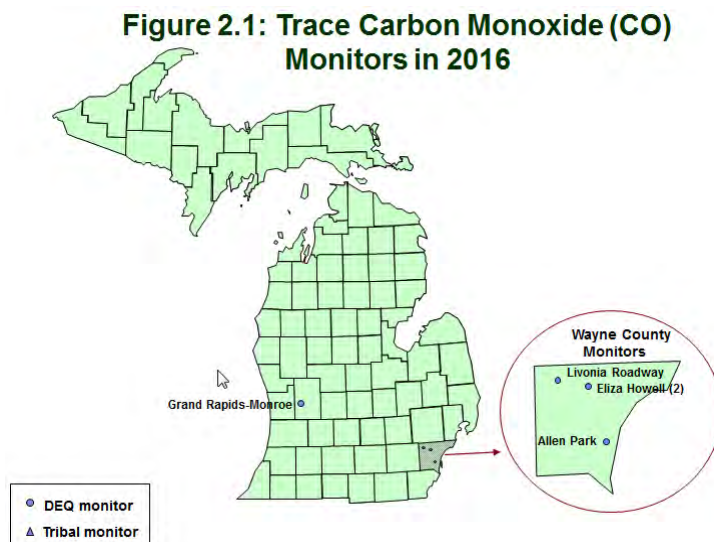 Figure 2.1: Trace Carbon Monoxide (CO)
Monitors in 2016
Wayne County
Monitors
Livonia Roadway
Eliza Howell (2)
Grand Rapids-Monroe
Allen Park
DEQ monitor
Tribal monitor